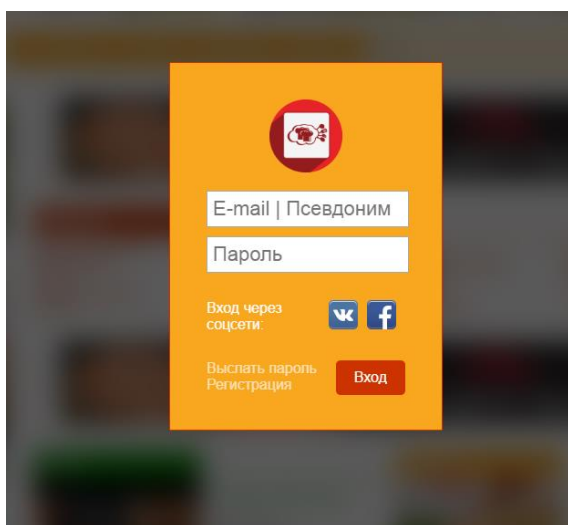 E-mail | Псевдоним
Пароль
Вход через
соцсети:
Выслать пароль
Регистрация
Вход